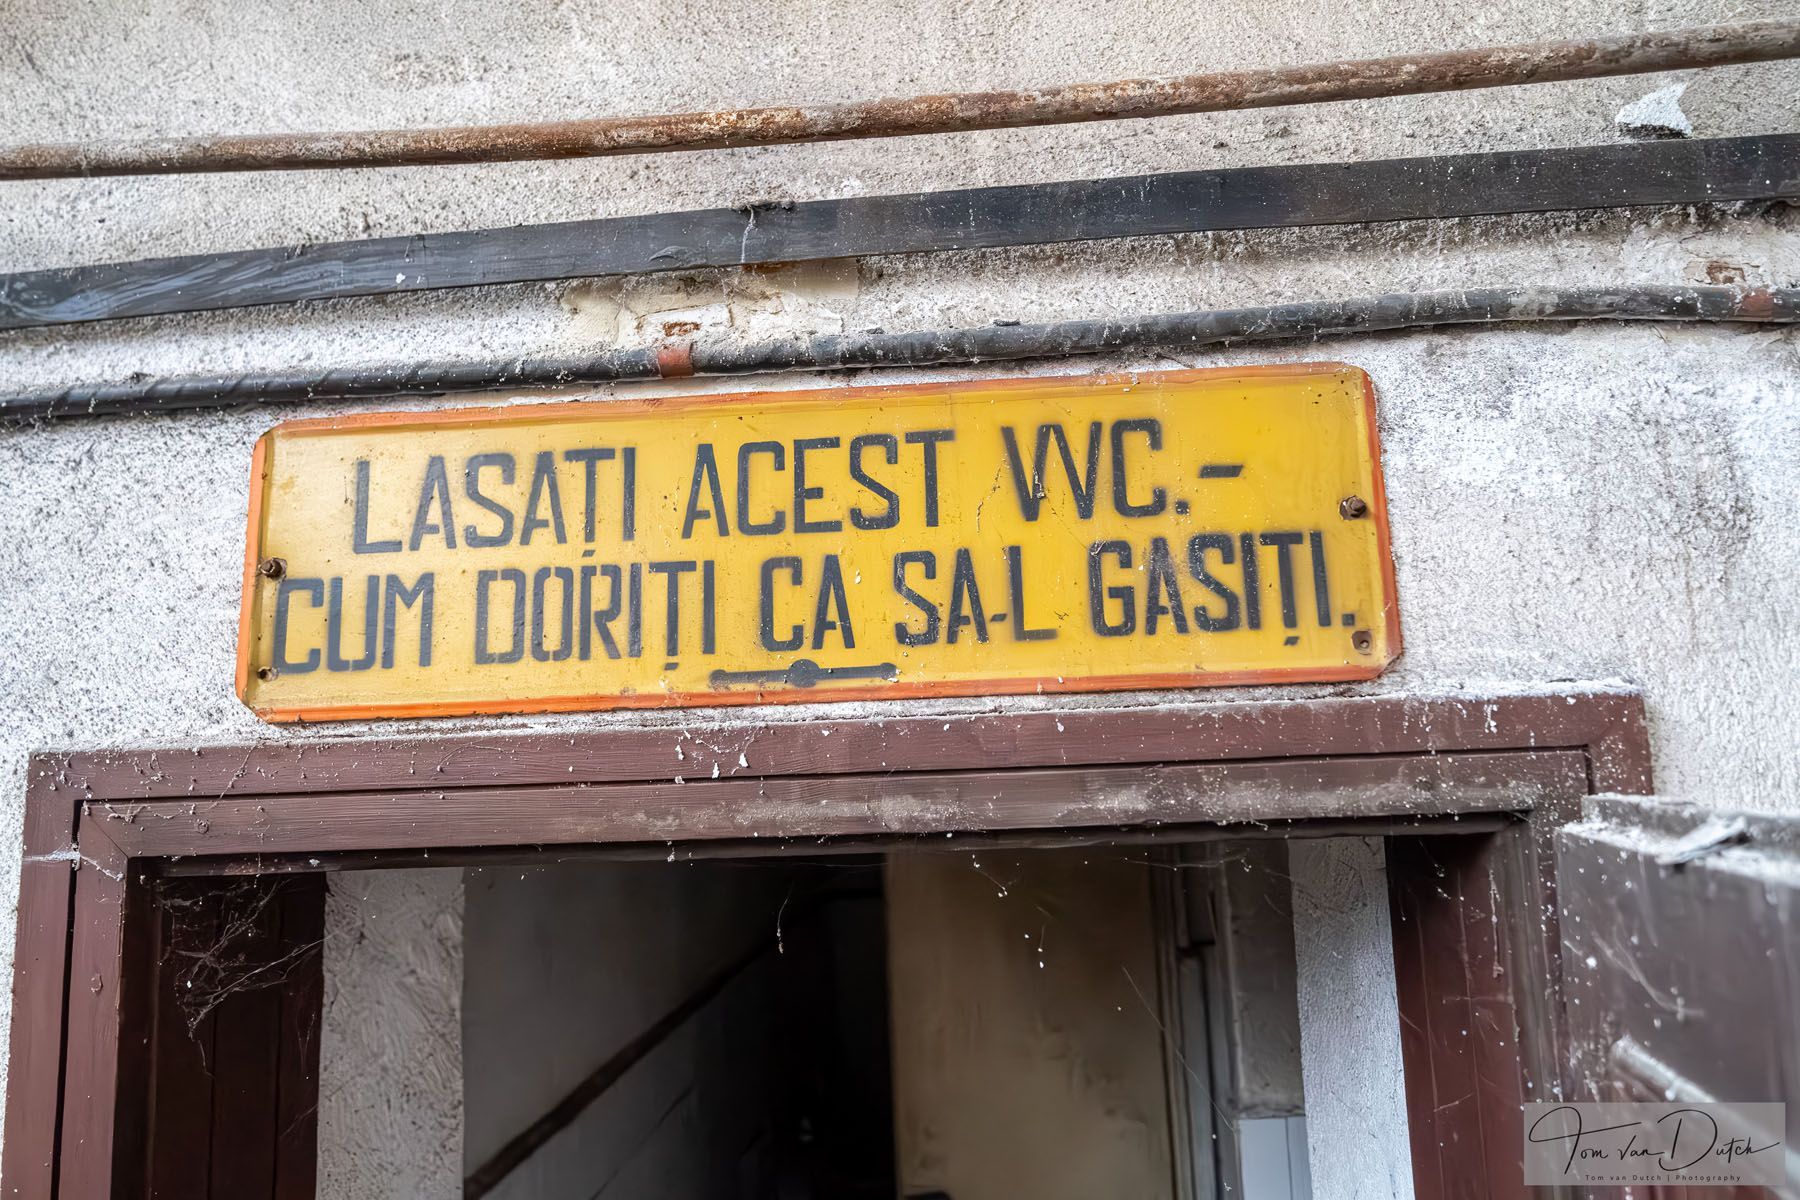 LASAȚI ACEST WC.-
CUM DORIȚI CA SA-L GASIȚI.
Tom van Dutch
Tom van Dutch | Photography